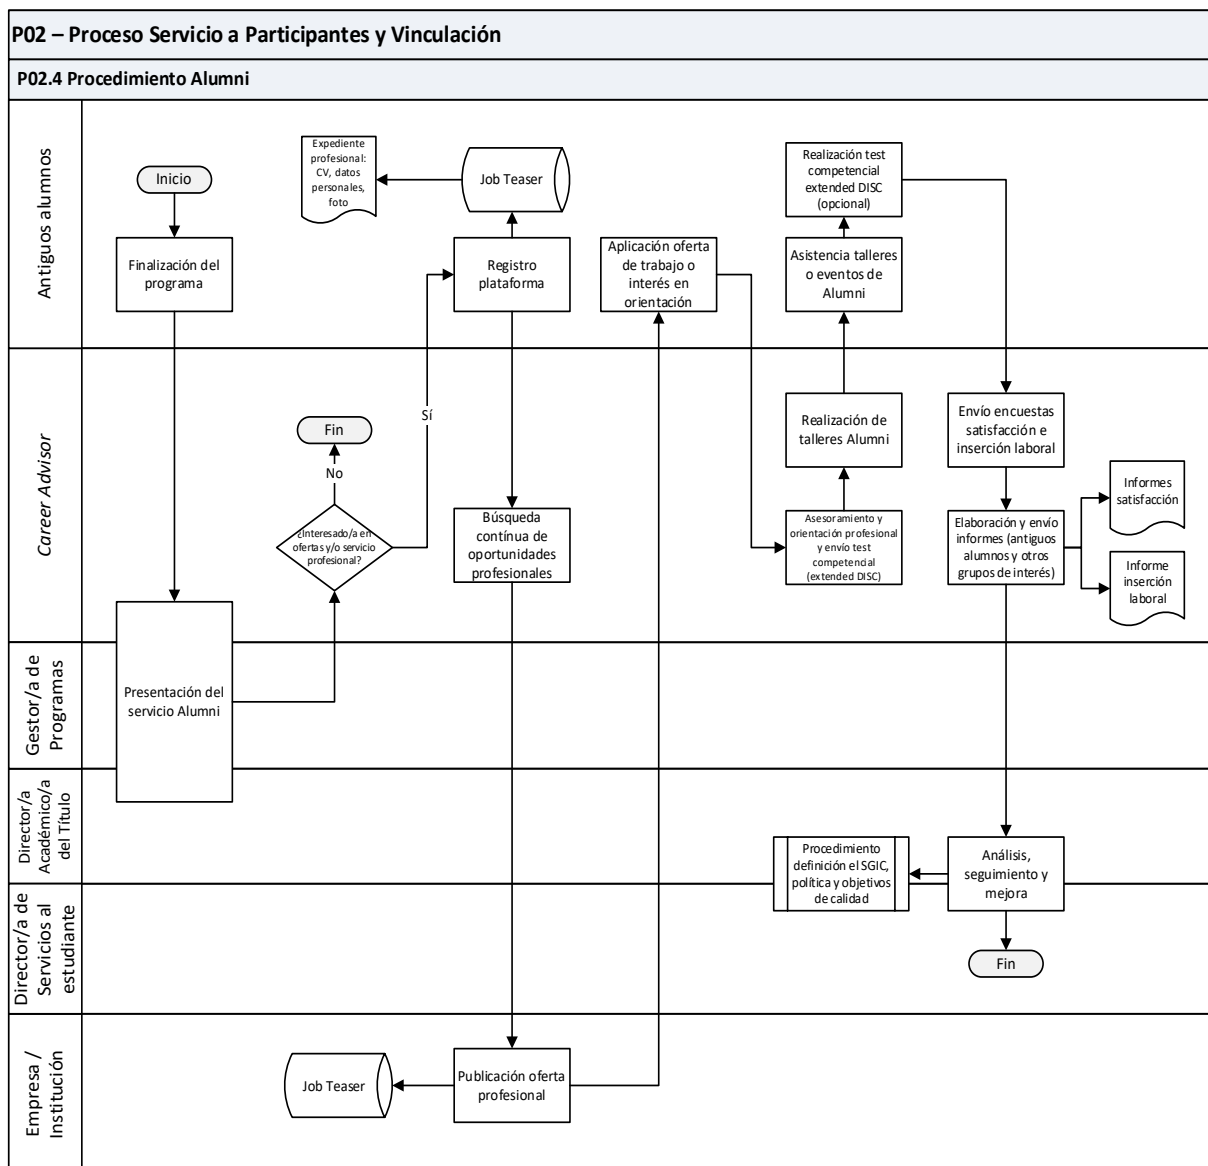 P02 – Proceso Servicio a Participantes y Vinculación
P02.4 Procedimiento Alumni
Antiguos alumnos
Inicio
Finalización del
programa
Expediente
profesional:
CV, datos
personales,
foto
Job Teaser
Registro
plataforma
Aplicación oferta
de trabajo o
interés en
orientación
Realización test
competencial
extended DISC
(opcional)
Asistencia talleres
o eventos de
Alumni
Career Advisor
Fin
No
Sí
¿Interesado/a en
ofertas y/o servicio
profesional?
Búsqueda
contínua de
oportunidades
profesionales
Realización de
talleres Alumni
Asesoramiento y
orientación profesional
y envío test
competencial
(extended DISC)
Envío encuestas
satisfacción e
inserción laboral
Elaboración y envío
informes (antiguos
alumnos y otros
grupos de interés)
Informes
satisfacción
Informe
inserción
laboral
Gestor/a de
Programas
Presentación del
servicio Alumni
Director/a
Académico/a
del Título
Procedimiento
definición el SGIC,
política y objetivos
de calidad
Análisis,
seguimiento y
mejora
Director/a de
Servicios al
estudiante
Fin
Empresa /
Institución
Job Teaser
Publicación oferta
profesional